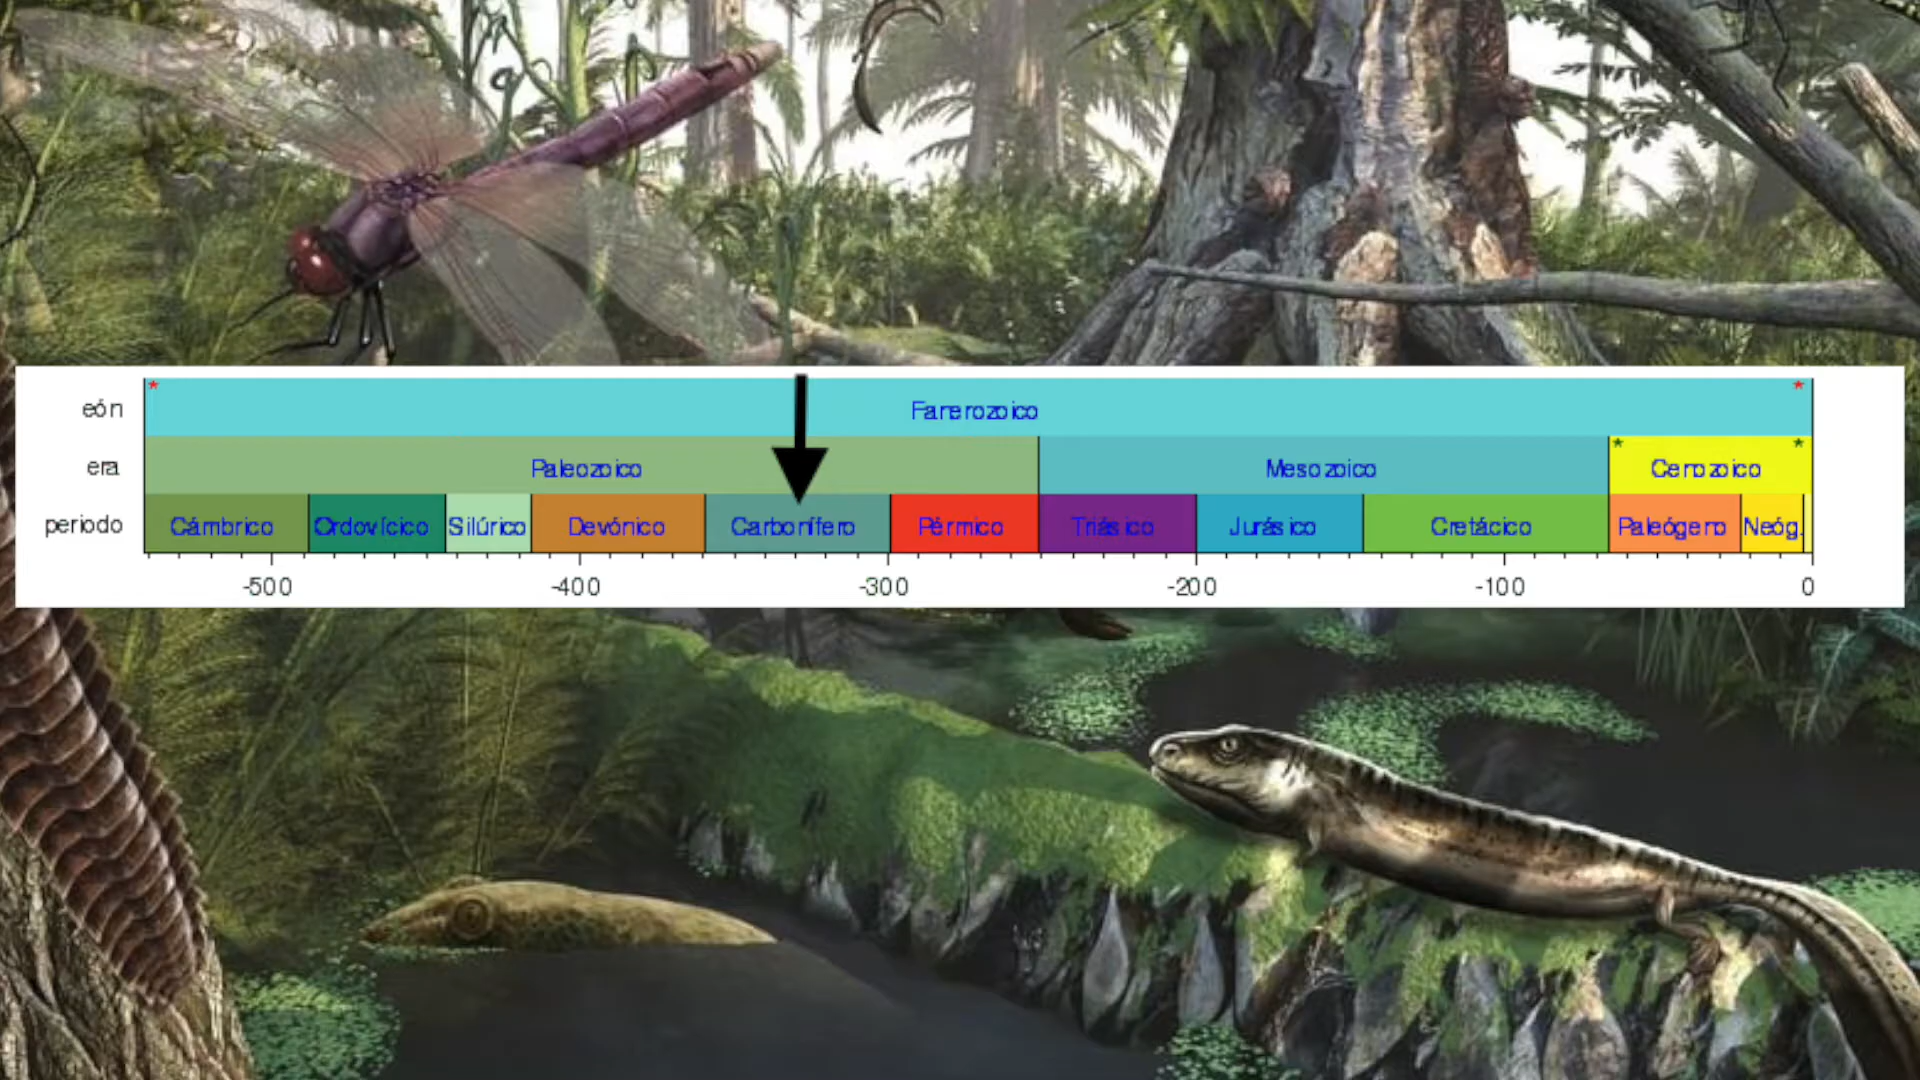 * *
eón Fanerozoico
* *
era Paleozoico Mesozoico Cenozoico
periodo Cámbrico Ordovícico Silúrico Devónico Carbonífero Pérmico Triásico Jurásico Cretácico Paleógeno Neóg.
-500 -400 -300 -200 -100 0